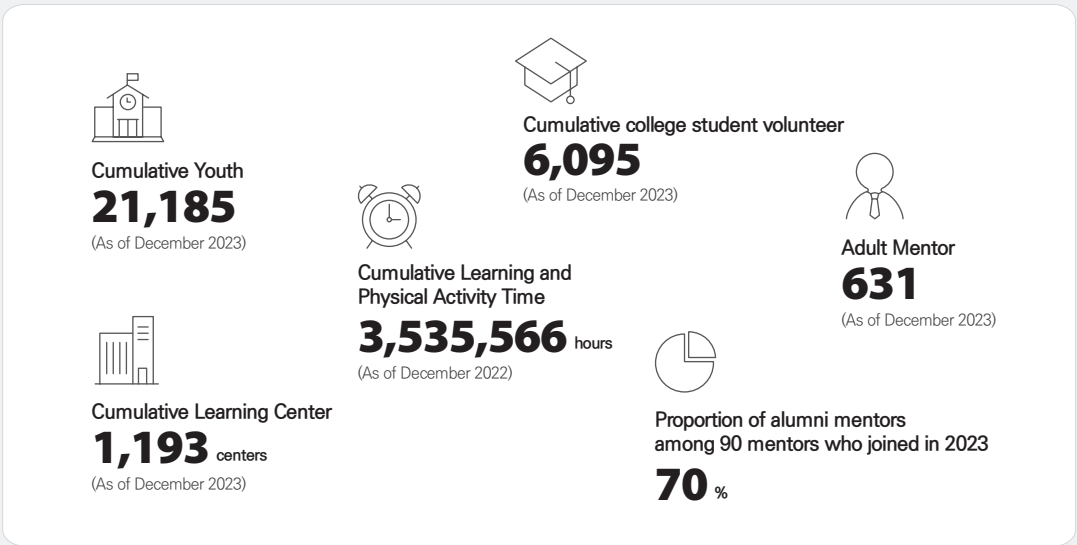 Cumulative Youth
21,185
(As of December 2023)
Cumulative Learning Center
1,193 centers
(As of December 2023)
Cumulative Learning and
Physical Activity Time
3,535,566 hours
(As of December 2022)
Cumulative college student volunteer
6,095
(As of December 2023)
Adult Mentor
631
(As of December 2023)
Proportion of alumni mentors
among 90 mentors who joined in 2023
70 %